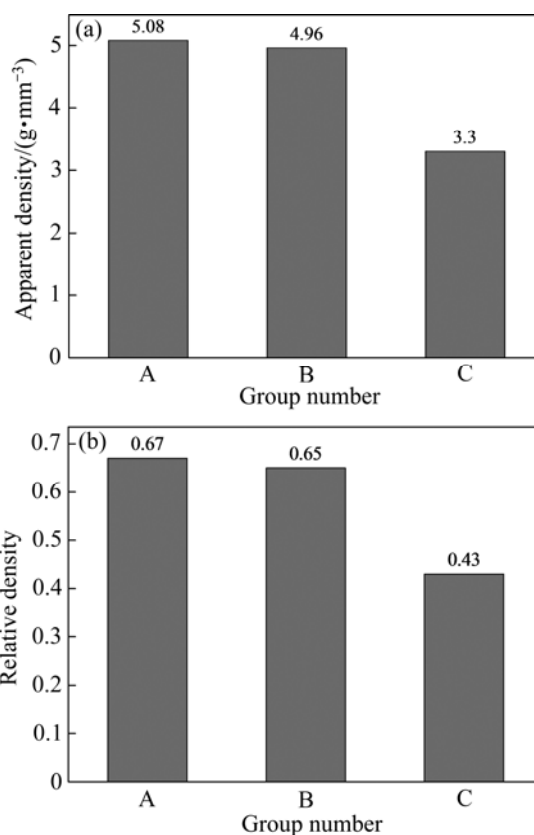 (a)
5.08
4.96
3.3
5
4
3
2
1
0
Apparent density/(g•mm⁻³)
A B C
Group number
(b)
0.67
0.65
0.43
0.7
0.6
0.5
0.4
0.3
0.2
0.1
0
Relative density
A B C
Group number